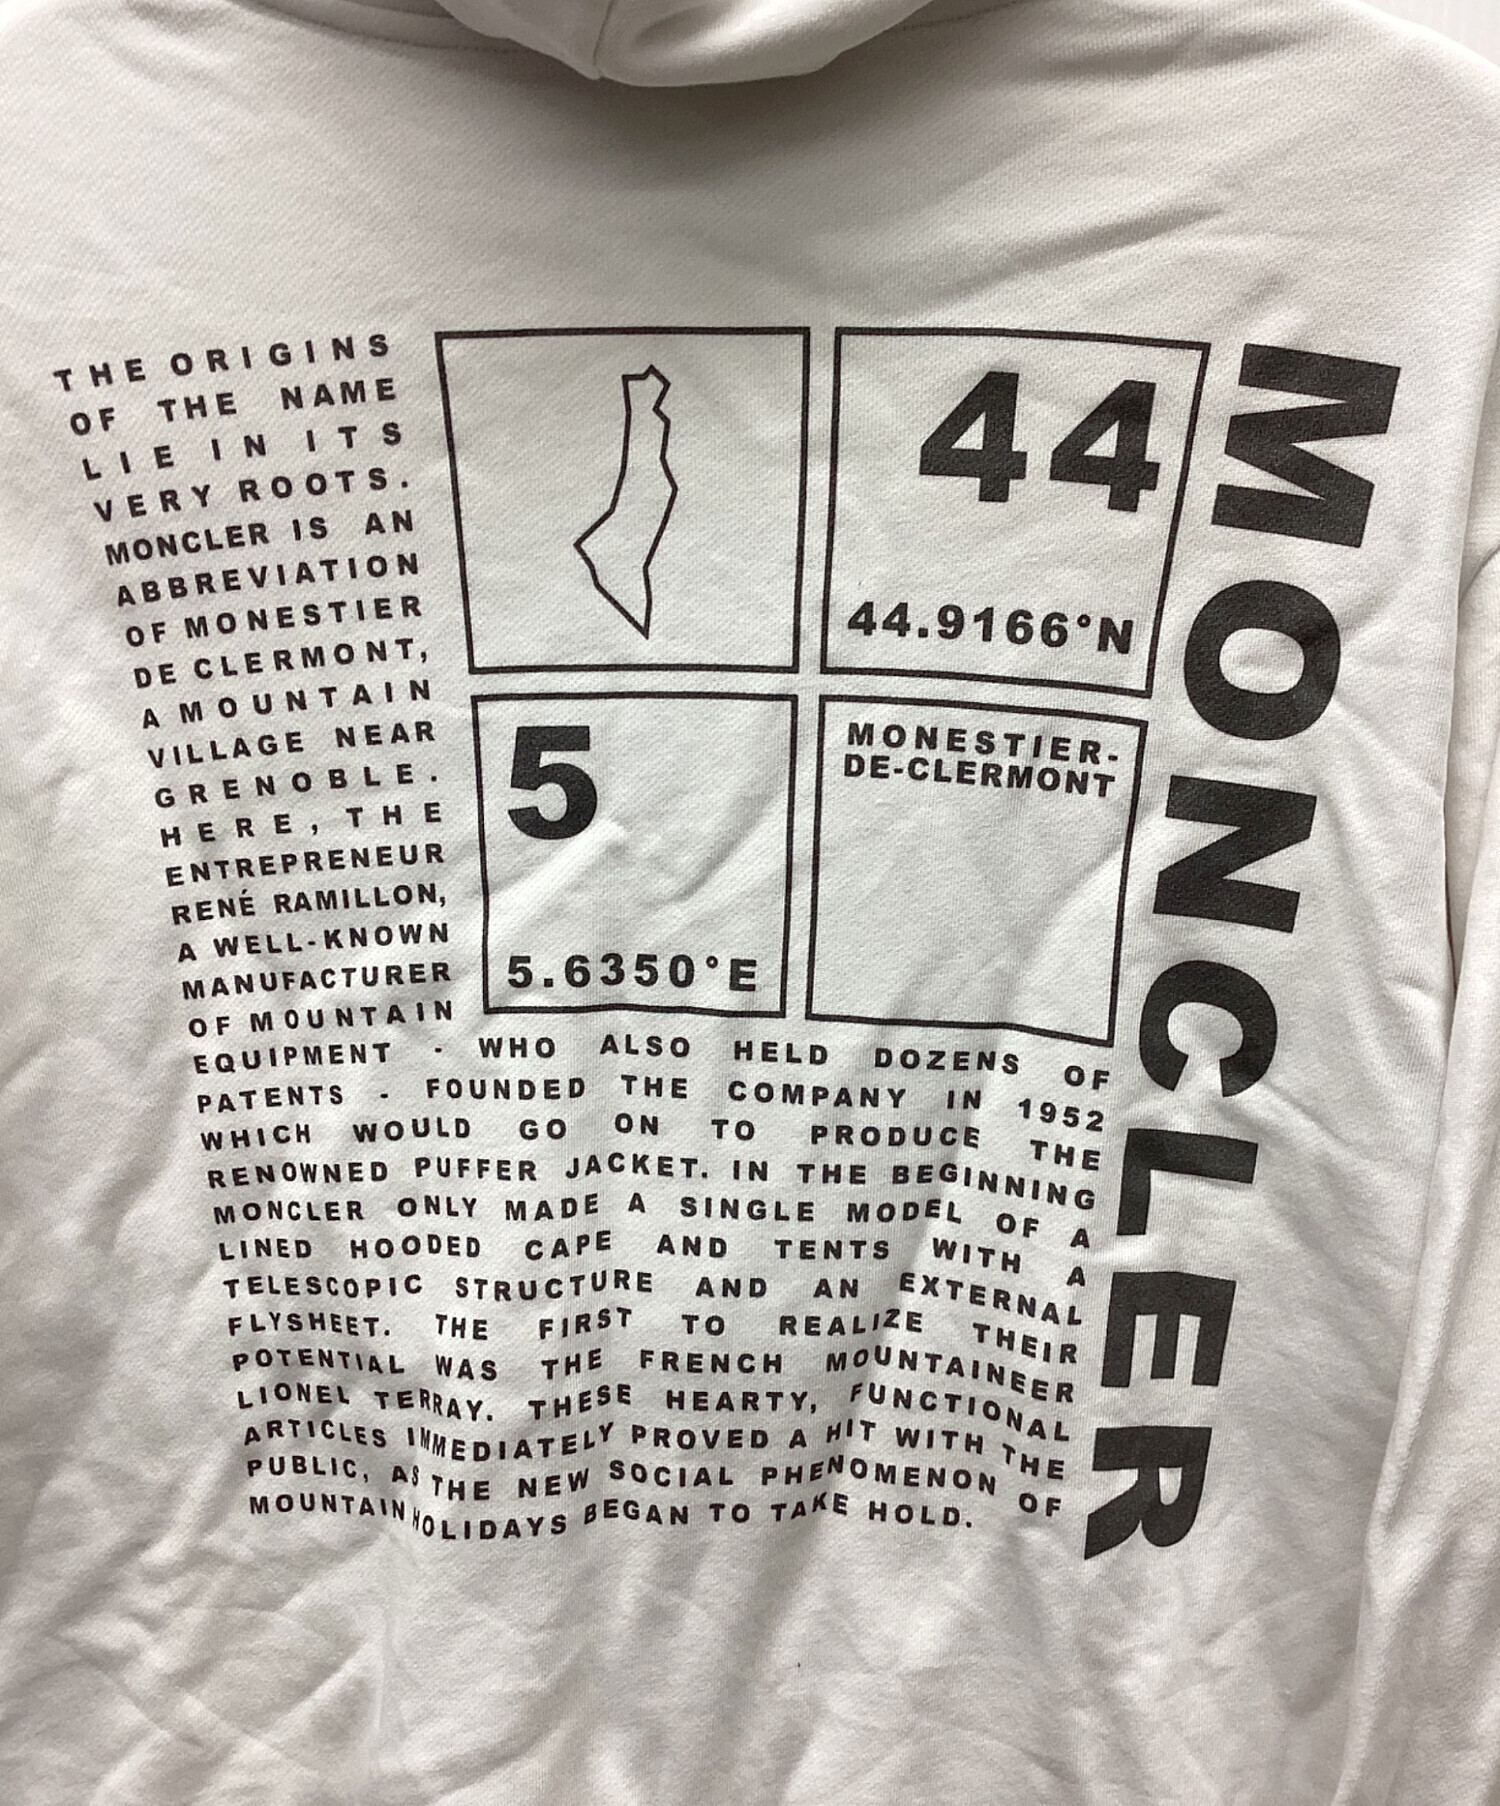 THE ORIGINS
OF THE NAME
LIE IN ITS
VERY ROOTS.
MONCLER IS AN
ABBREVIATION
OF MONESTIER
DE CLERMONT,
A MOUNTAIN
VILLAGE NEAR
GRENOBLE.
HERE, THE
ENTREPRENEUR
RENÉ RAMILLON,
A WELL-KNOWN
MANUFACTURER
OF MOUNTAIN
EQUIPMENT - WHO ALSO HELD DOZENS OF
PATENTS - FOUNDED THE COMPANY IN 1952
WHICH WOULD GO ON TO PRODUCE THE
RENOWNED PUFFER JACKET. IN THE BEGINNING
MONCLER ONLY MADE A SINGLE MODEL OF A
LINED HOODED CAPE AND TENTS WITH A
TELESCOPIC STRUCTURE AND AN EXTERNAL
FLYSHEET. THE FIRST TO REALIZE THEIR
POTENTIAL WAS THE FRENCH MOUNTAINEER
LIONEL TERRAY. THESE HEARTY, FUNCTIONAL
ARTICLES IMMEDIATELY PROVED A HIT WITH THE
PUBLIC, AS THE NEW SOCIAL PHENOMENON OF
MOUNTAIN HOLIDAYS BEGAN TO TAKE HOLD.
44
44.9166°N
5
5.6350°E
MONESTIER-
DE-CLERMONT
MONCLER